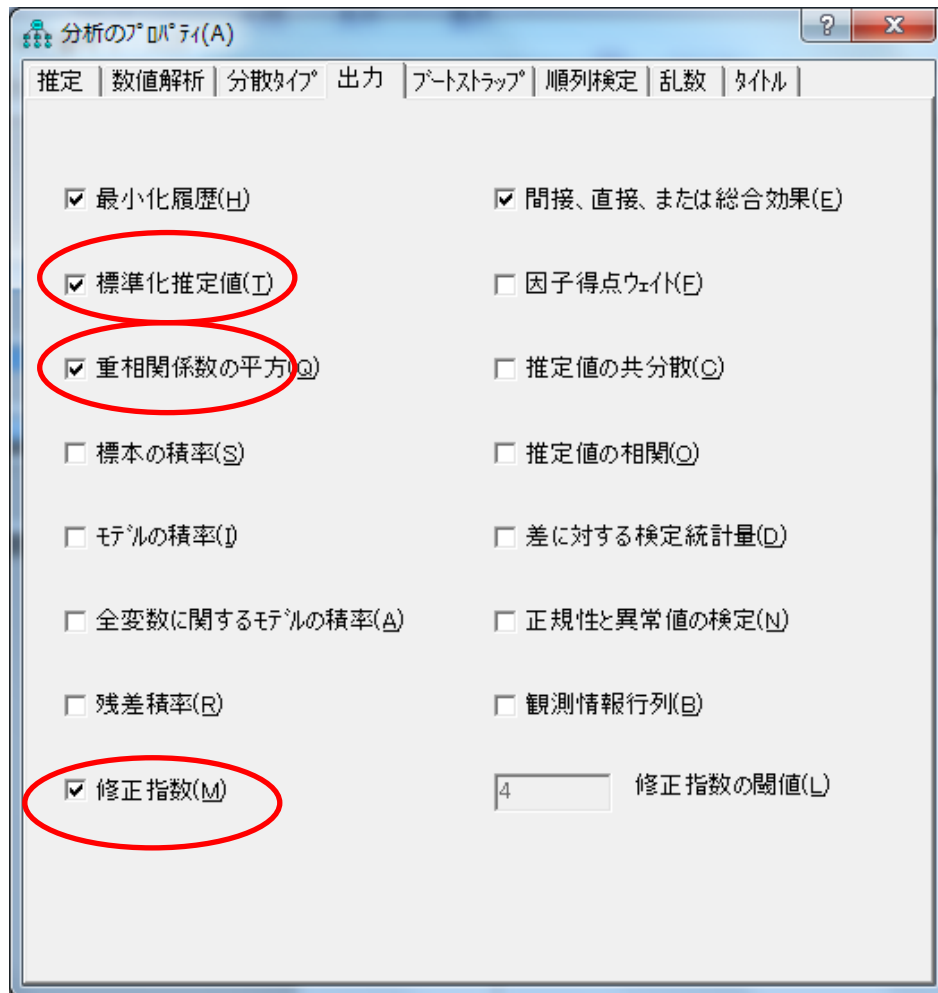 分析のﾌﾟﾛﾊﾟﾃｨ(A)
推定 数値解析 分散ﾀｲﾌﾟ 出力 ﾌﾞｰﾄｽﾄﾗｯﾌﾟ 順列検定 乱数 ﾀｲﾄﾙ
最小化履歴(H) 間接、直接、または総合効果(E)
標準化推定値(T) 因子得点ｳｪｲﾄ(F)
重相関係数の平方(Q) 推定値の共分散(C)
標本の積率(S) 推定値の相関(O)
ﾓﾃﾞﾙの積率(I) 差に対する検定統計量(D)
全変数に関するﾓﾃﾞﾙの積率(A) 正規性と異常値の検定(N)
残差積率(R) 観測情報行列(B)
修正指数(M) 4 修正指数の閾値(L)